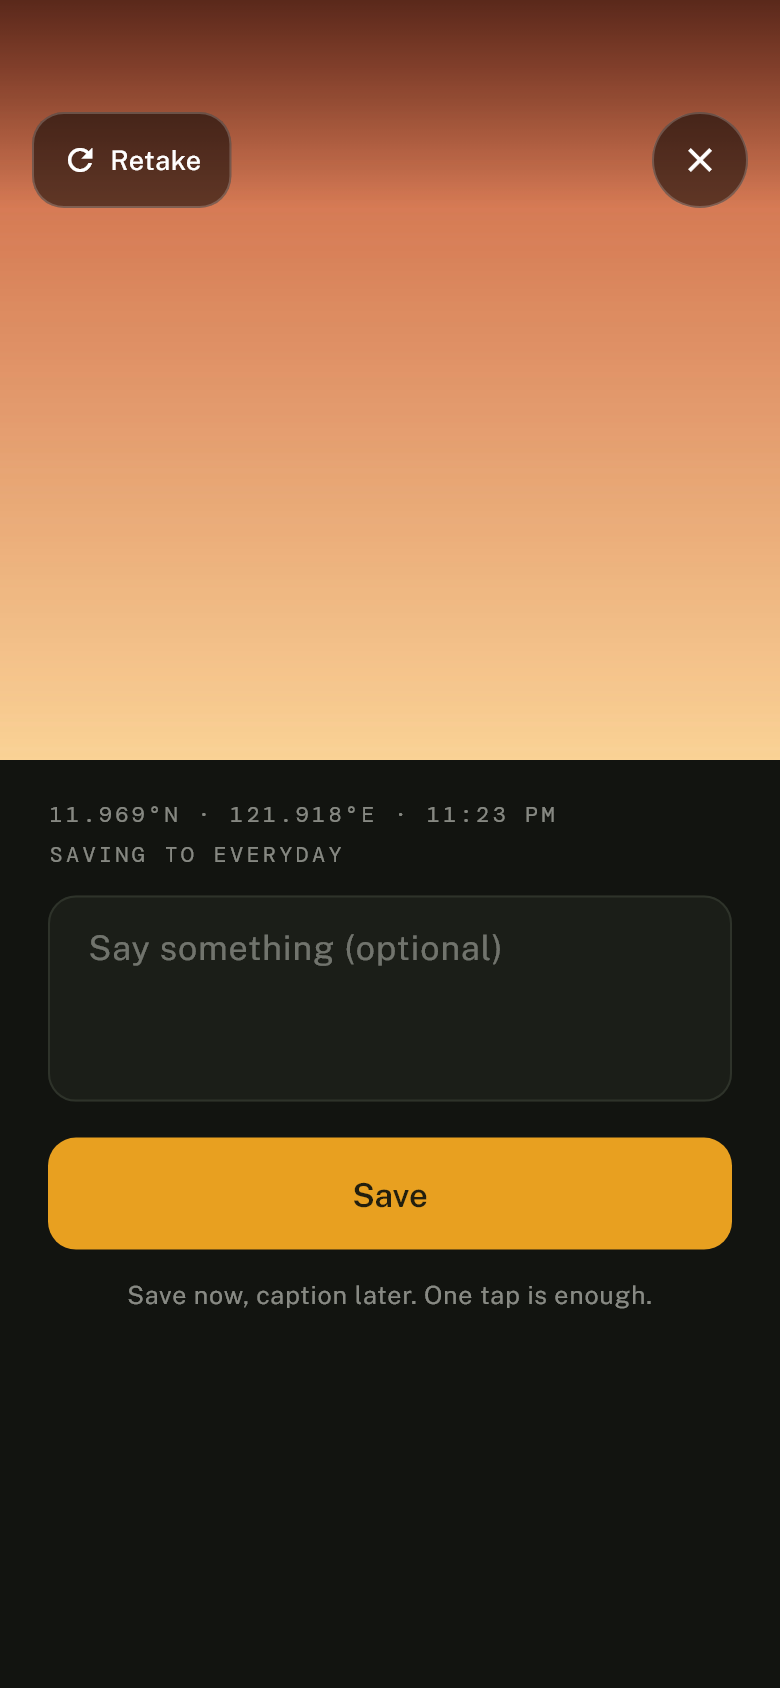 Retake
11.969°N · 121.918°E · 11:23 PM
SAVING TO EVERYDAY
Say something (optional)
Save
Save now, caption later. One tap is enough.